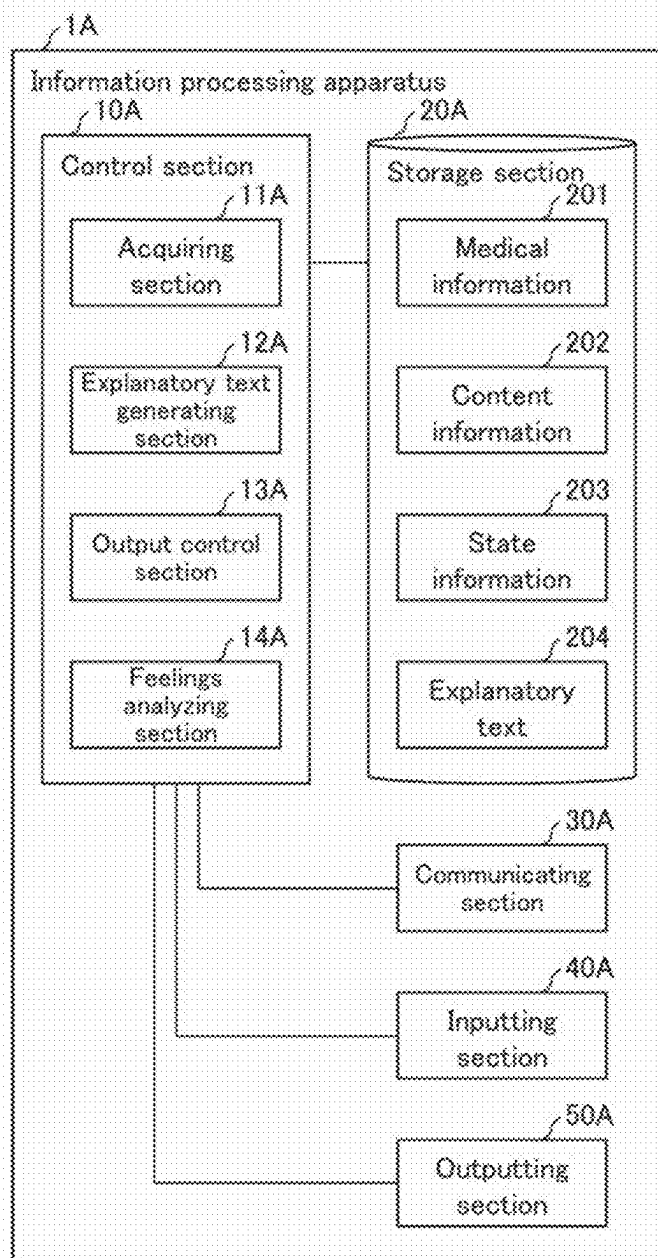 1A
Information processing apparatus
10A
Control section
11A
Acquiring
section
12A
Explanatory text
generating
section
13A
Output control
section
14A
Feelings
analyzing
section
20A
Storage section
201
Medical
information
202
Content
information
203
State
information
204
Explanatory
text
30A
Communicating
section
40A
Inputting
section
50A
Outputting
section